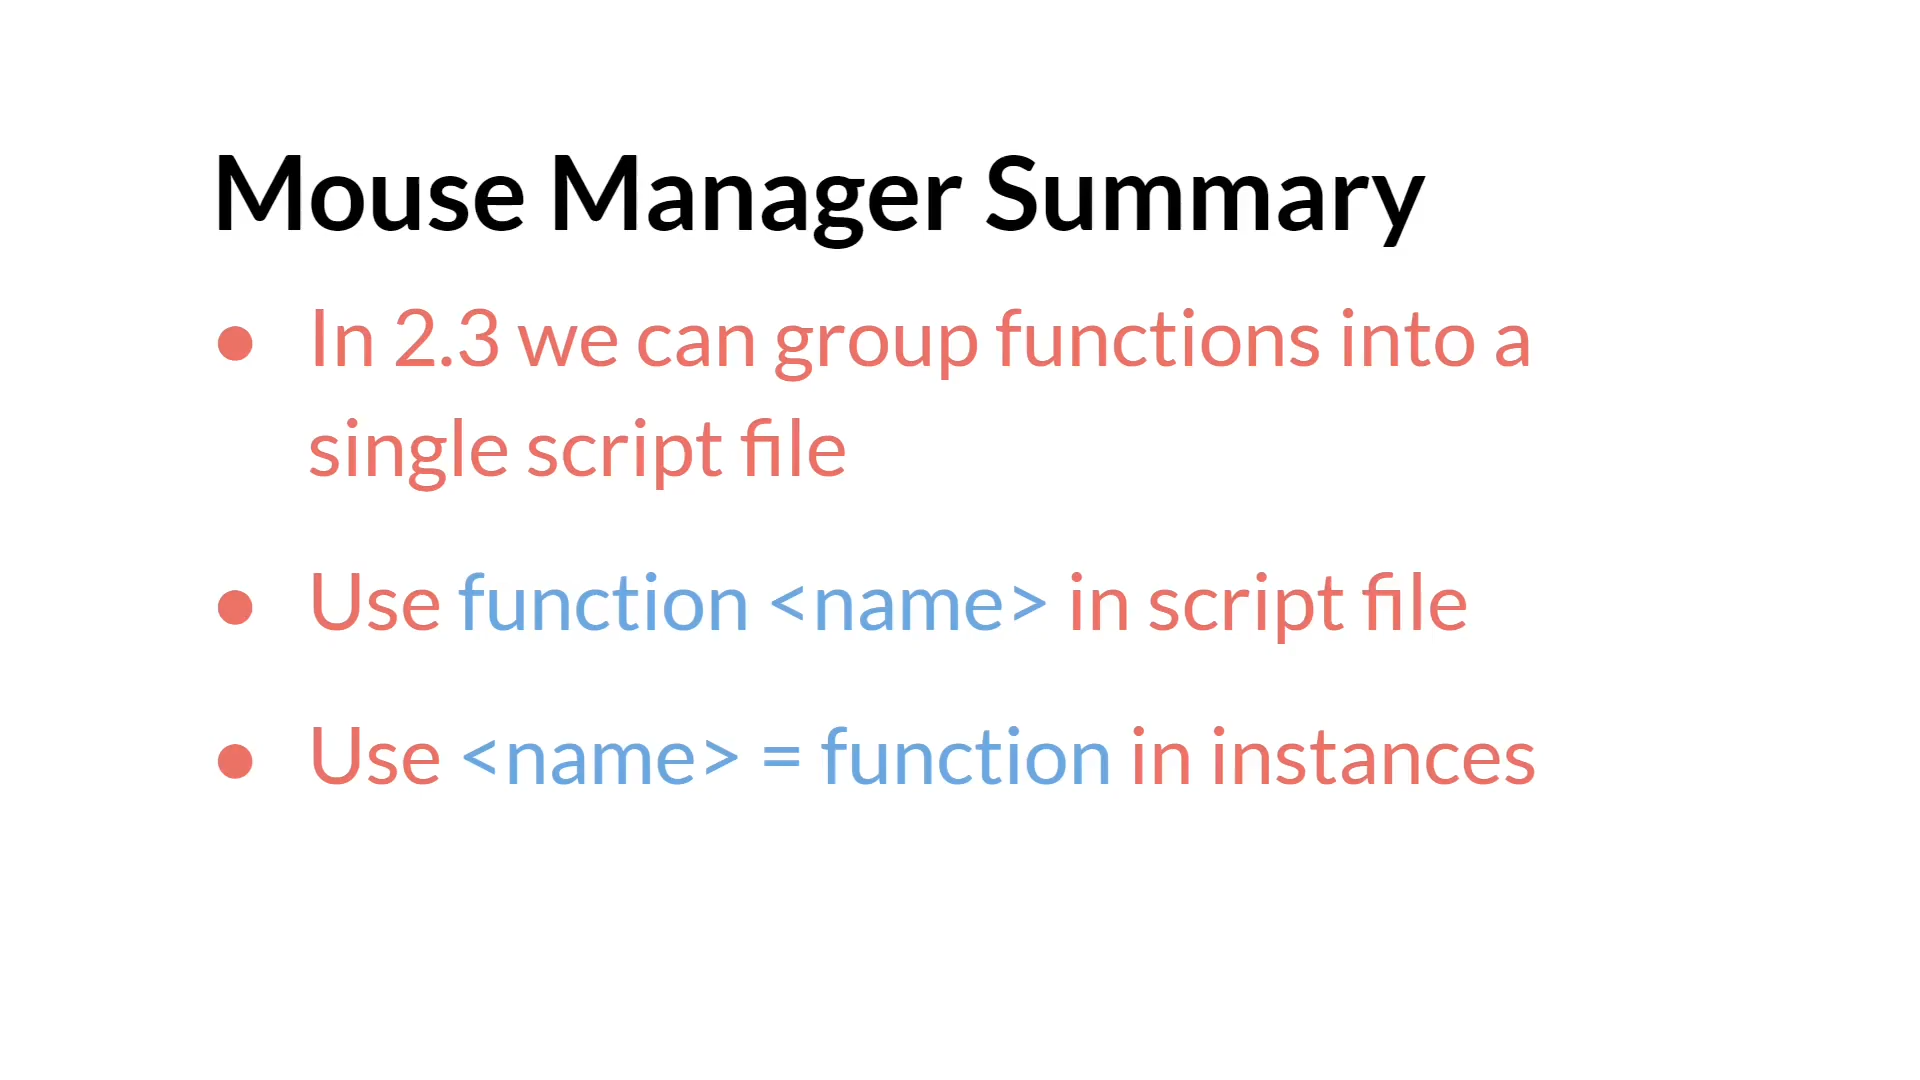 Mouse Manager Summary
● In 2.3 we can group functions into a
single script file
● Use function <name> in script file
● Use <name> = function in instances